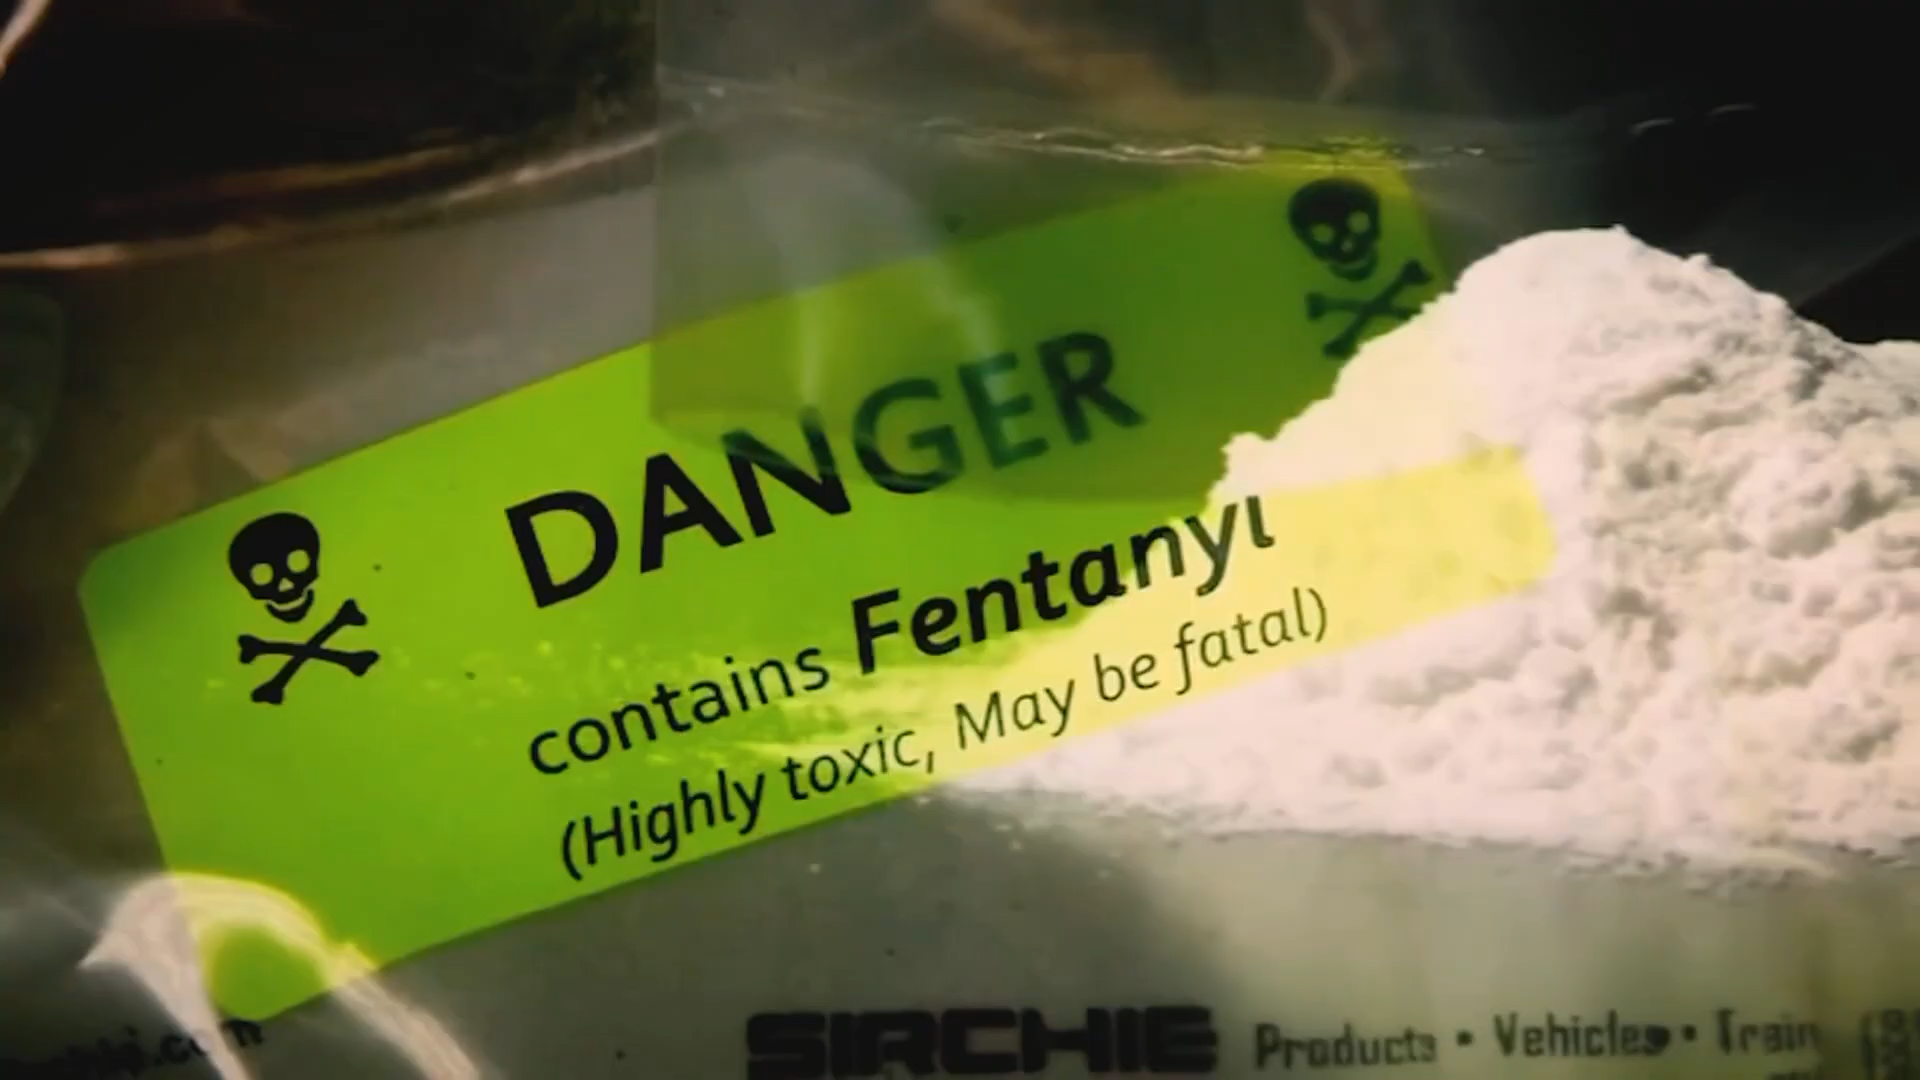 DANGER
contains Fentanyl
(Highly toxic, May be fatal)
SIRCHIE Products • Vehicles • Train